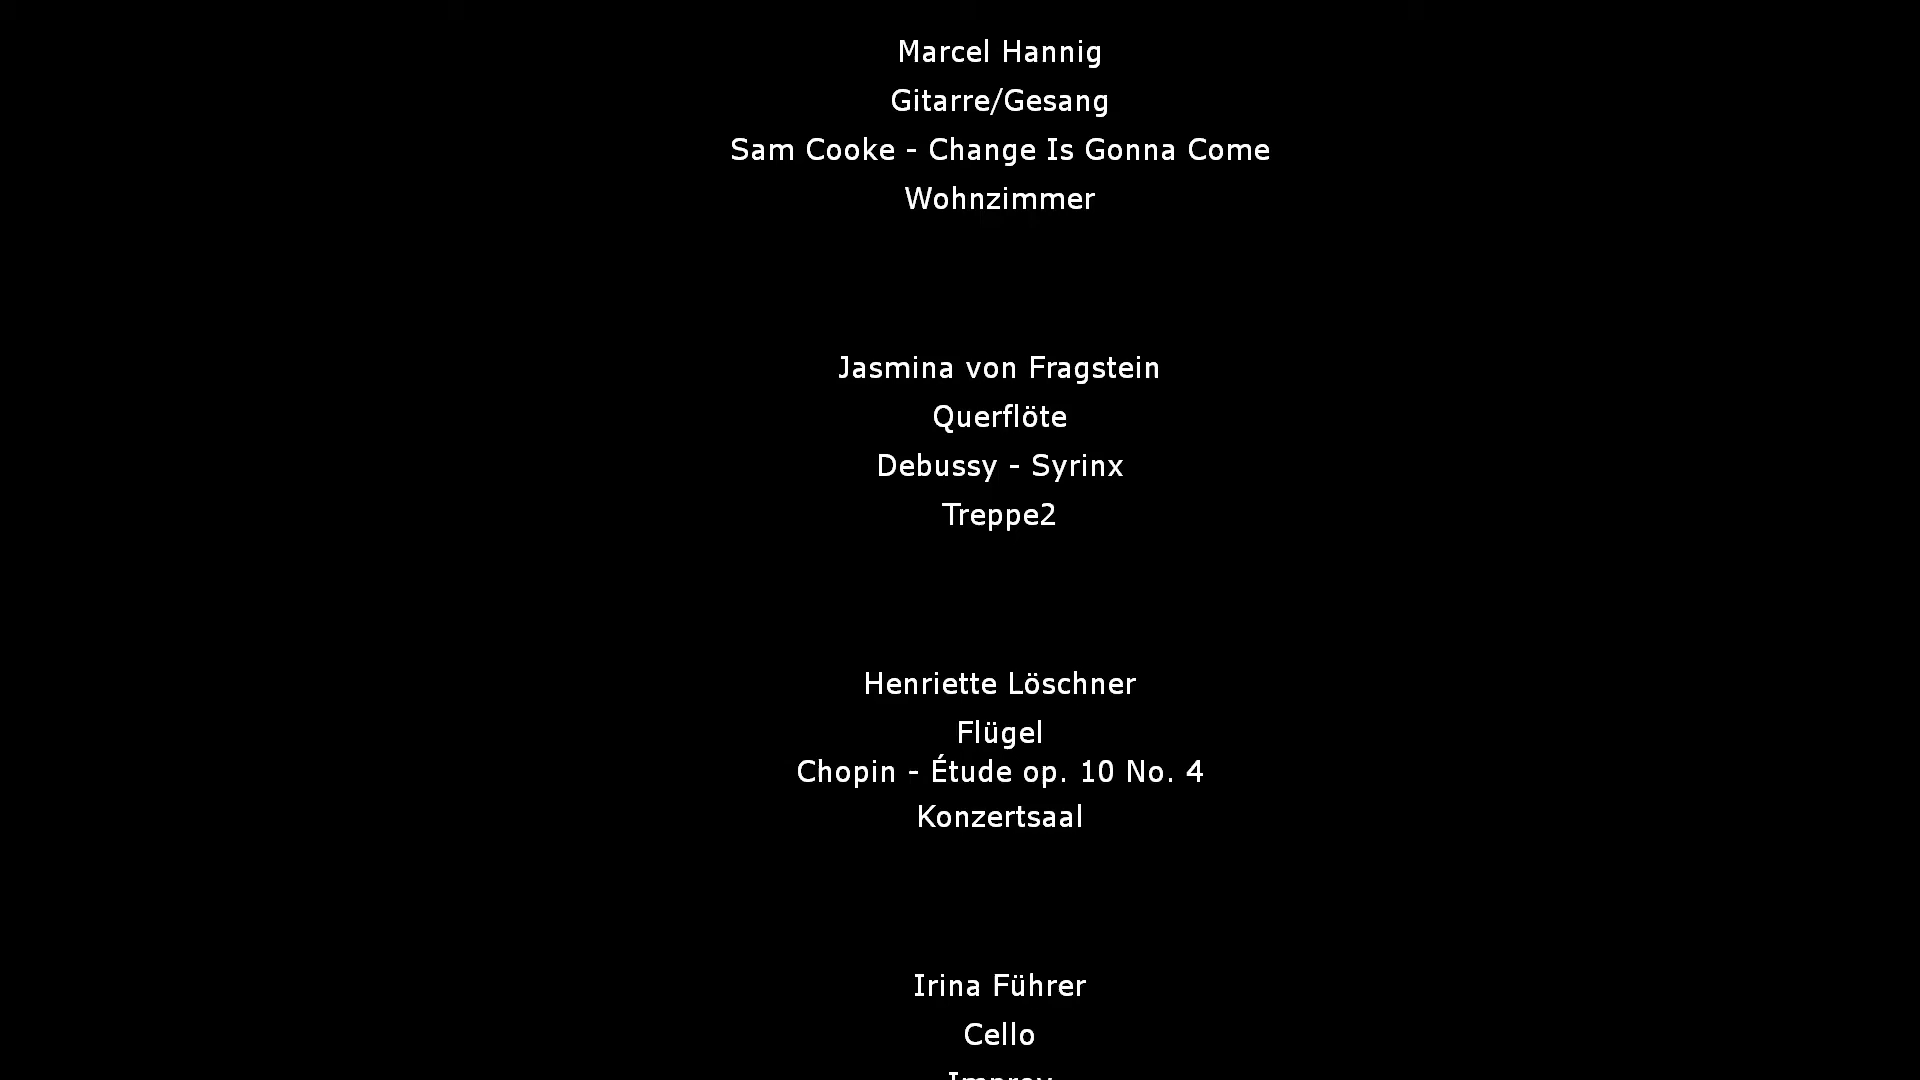 Marcel Hannig
Gitarre/Gesang
Sam Cooke - Change Is Gonna Come
Wohnzimmer
Jasmina von Fragstein
Querflöte
Debussy - Syrinx
Treppe2
Henriette Löschner
Flügel
Chopin - Étude op. 10 No. 4
Konzertsaal
Irina Führer
Cello